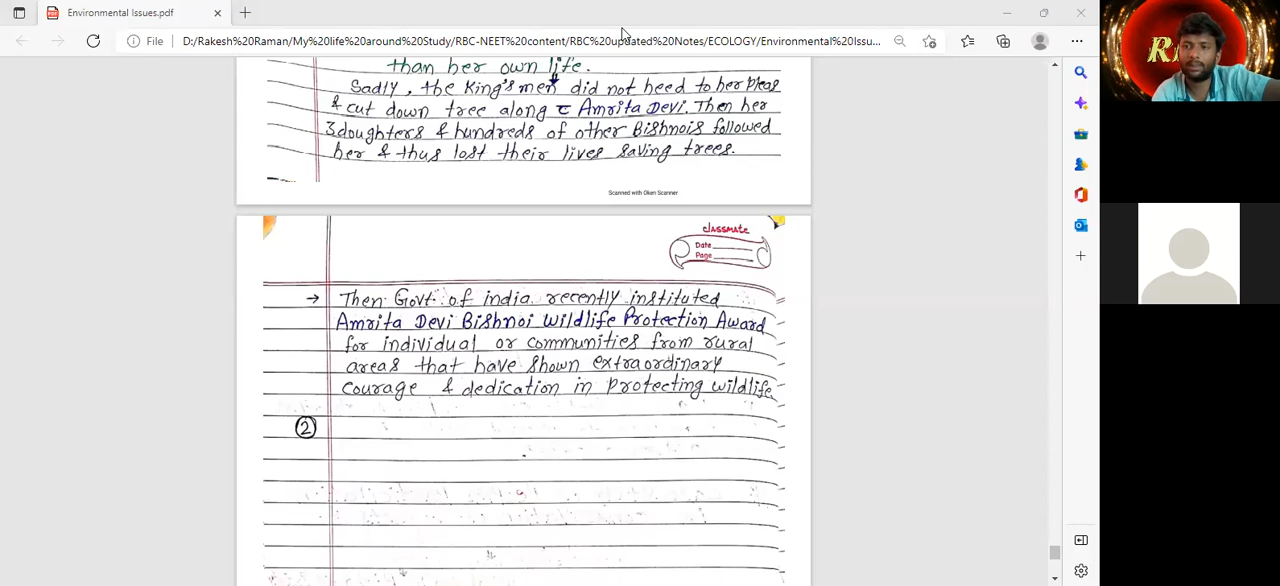 Environmental Issues.pdf
File
D:/Rakesh%20Raman/My%20life%20around%20Study/RBC-NEET%20content/RBC%20updated%20Notes/ECOLOGY/Environmental%20Issu...
than her own life.
Sadly, the King's men did not heed to her pleas
& cut down tree along c̄ Amrita Devi. Then her
3 doughters & hundreds of other Bishnois followed
her & thus lost their lives saving trees.
Scanned with Oken Scanner
classmate
Date
Page
→ Then Govt. of india recently instituted
Amrita Devi Bishnoi Wildlife Protection Award
for individual or communities from rural
areas that have shown extraordinary
courage & dedication in protecting wildlife
②